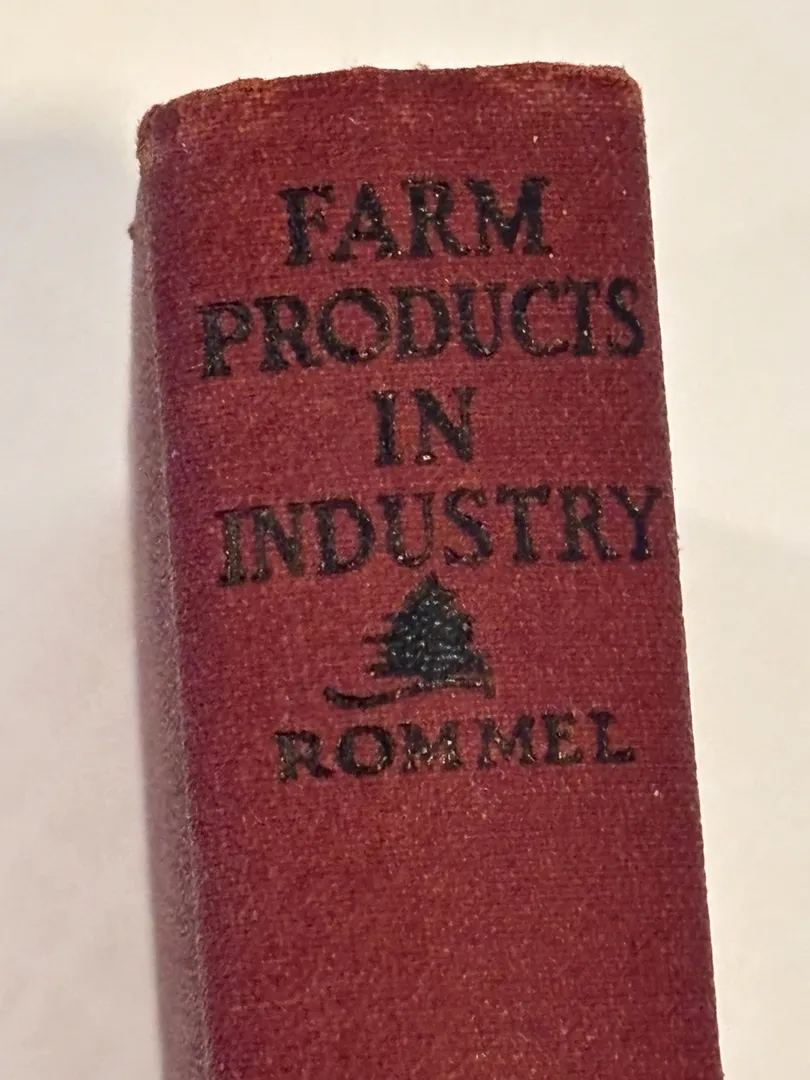 FARM
PRODUCTS
IN
INDUSTRY
ROMMEL